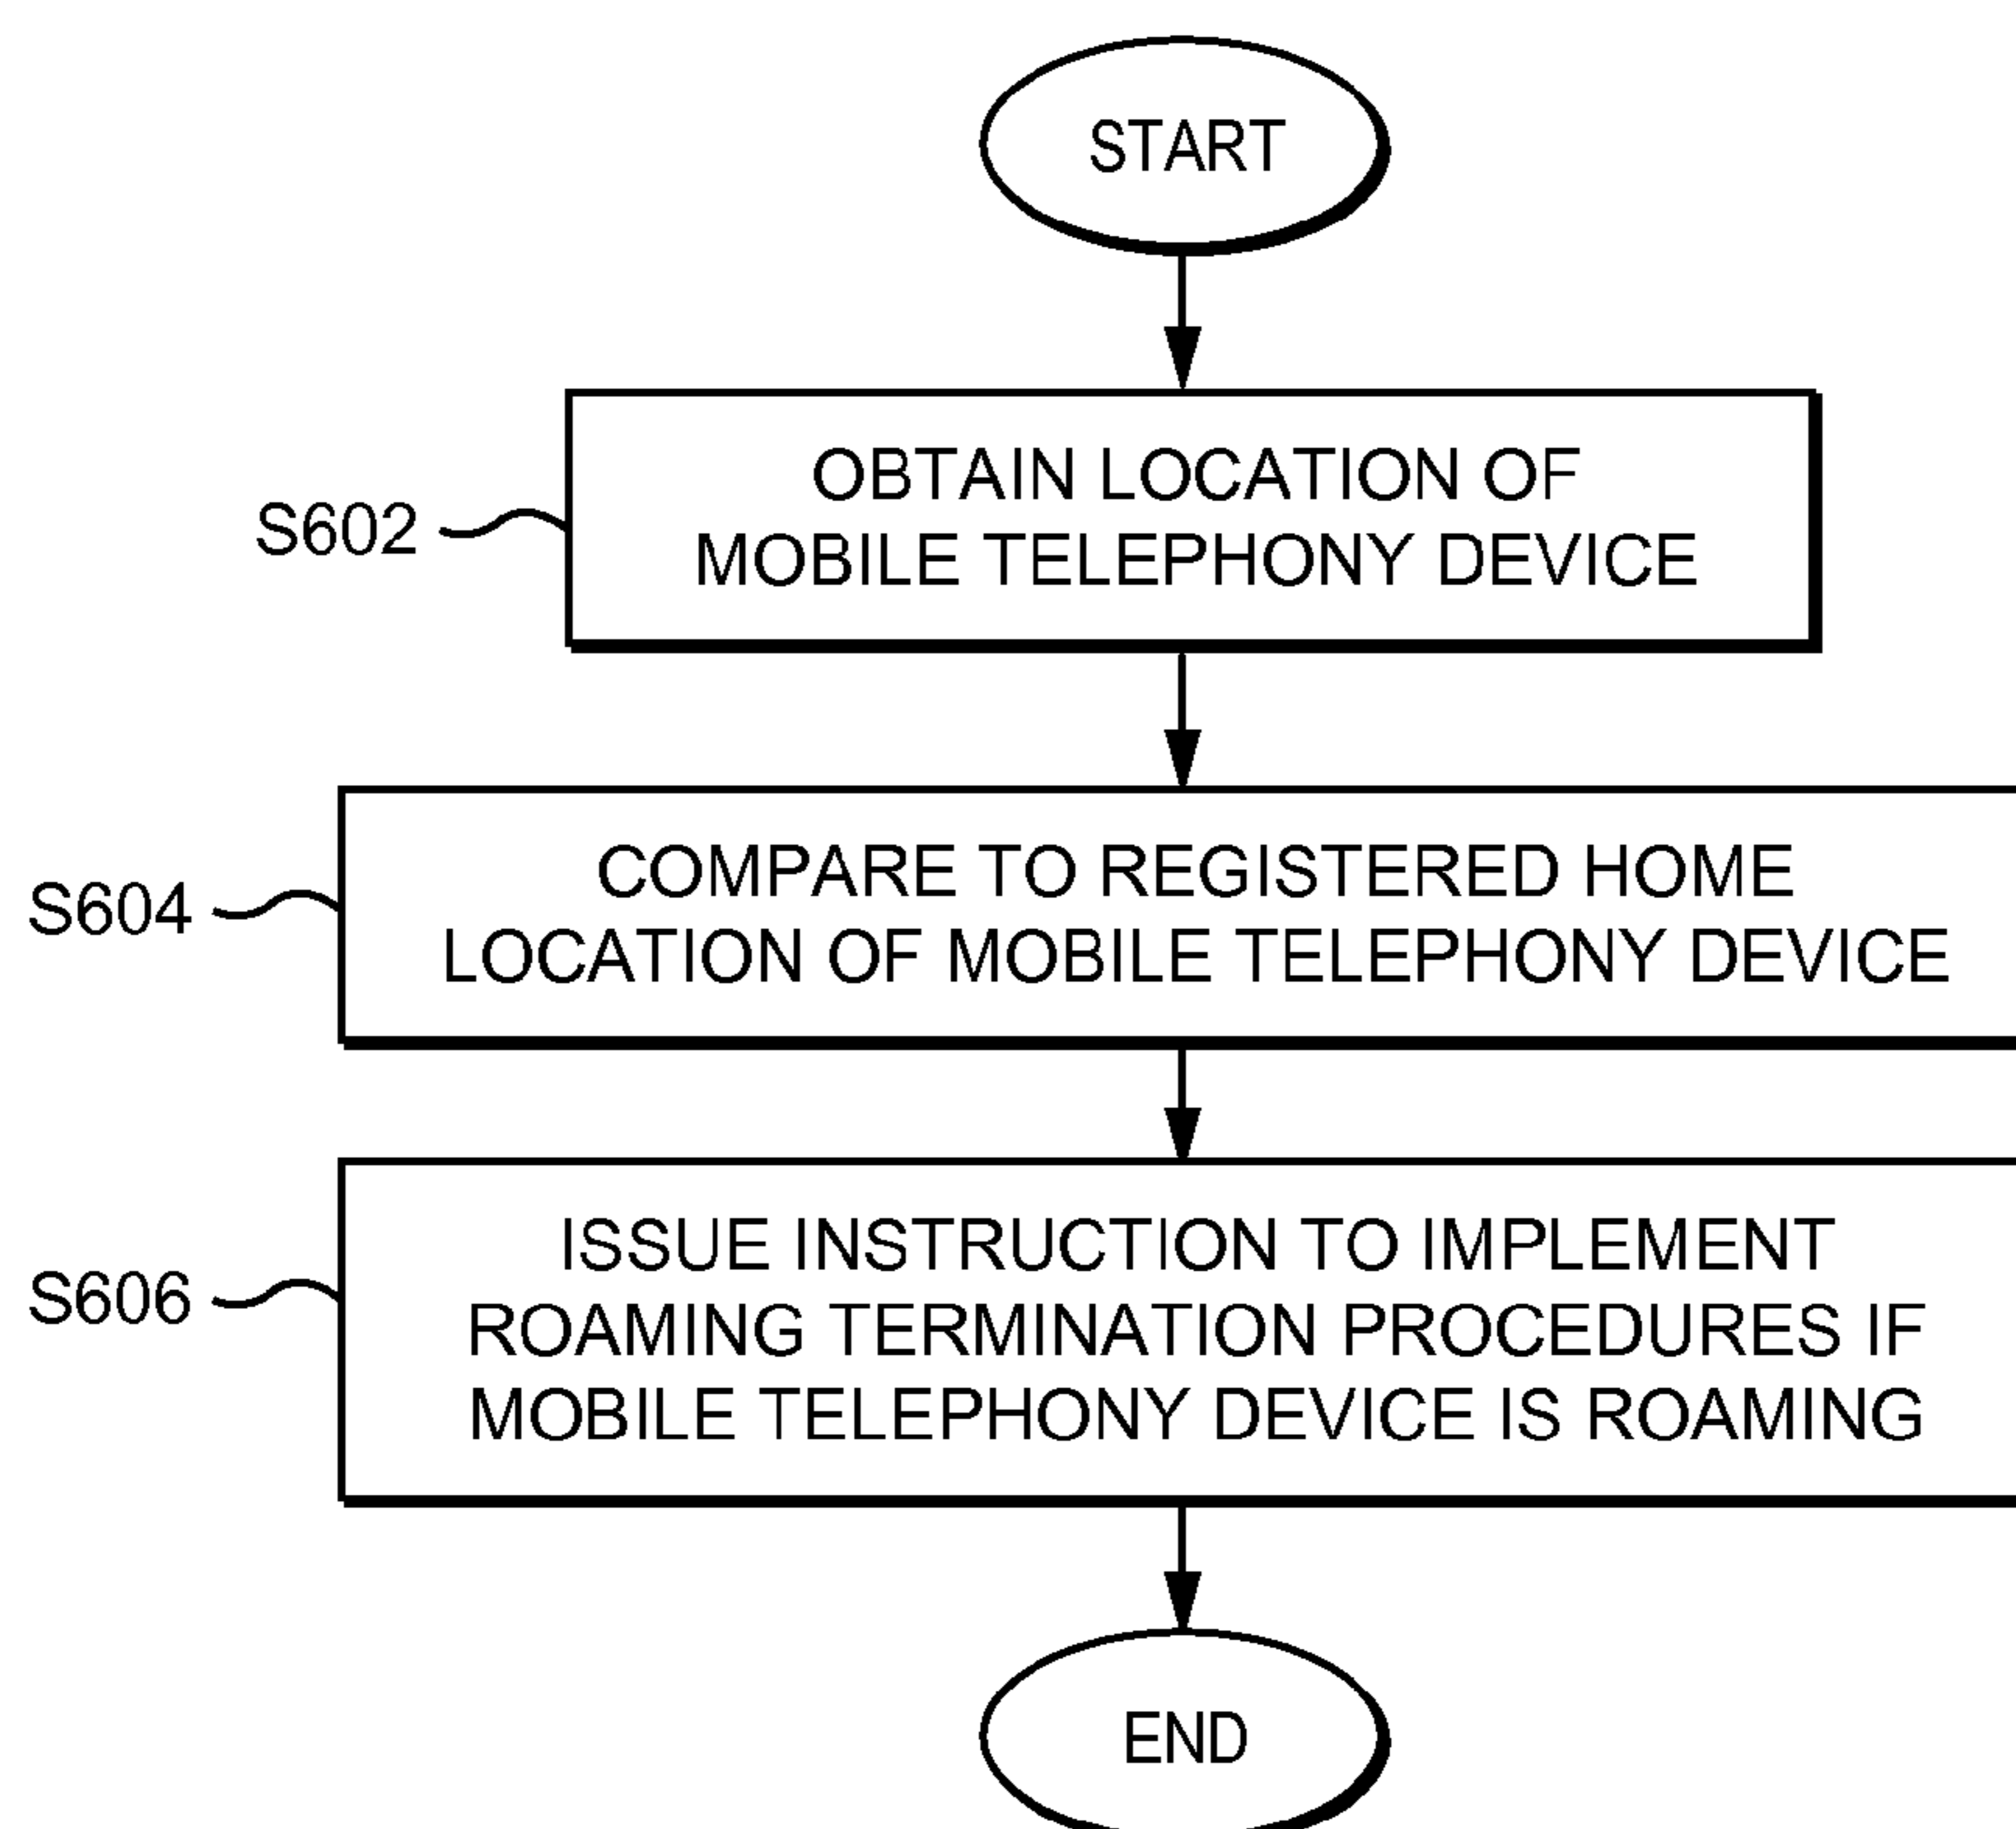 START
S602
OBTAIN LOCATION OF
MOBILE TELEPHONY DEVICE
S604
COMPARE TO REGISTERED HOME
LOCATION OF MOBILE TELEPHONY DEVICE
S606
ISSUE INSTRUCTION TO IMPLEMENT
ROAMING TERMINATION PROCEDURES IF
MOBILE TELEPHONY DEVICE IS ROAMING
END